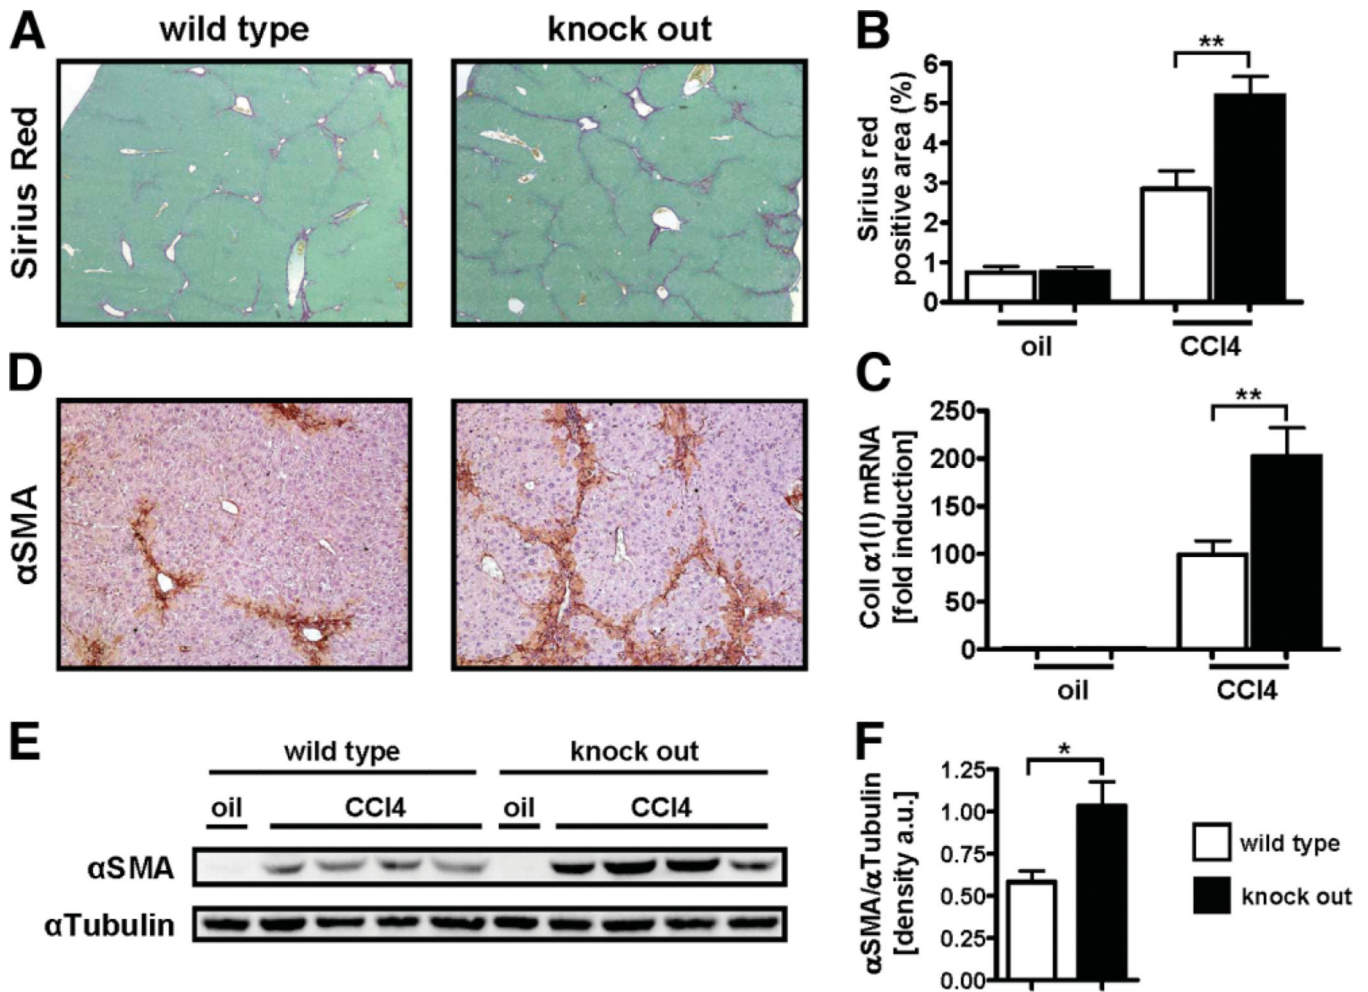 A
wild type
knock out
Sirius Red
B
**
Sirius red
positive area (%)
6
5
4
3
2
1
0
oil
CCl4
D
αSMA
C
**
Coll α1(I) mRNA
[fold induction]
250
200
150
100
50
0
oil
CCl4
E
wild type
knock out
oil
CCl4
oil
CCl4
αSMA
αTubulin
F
*
αSMA/αTubulin
[density a.u.]
1.25
1.00
0.75
0.50
0.25
0.00
wild type
knock out